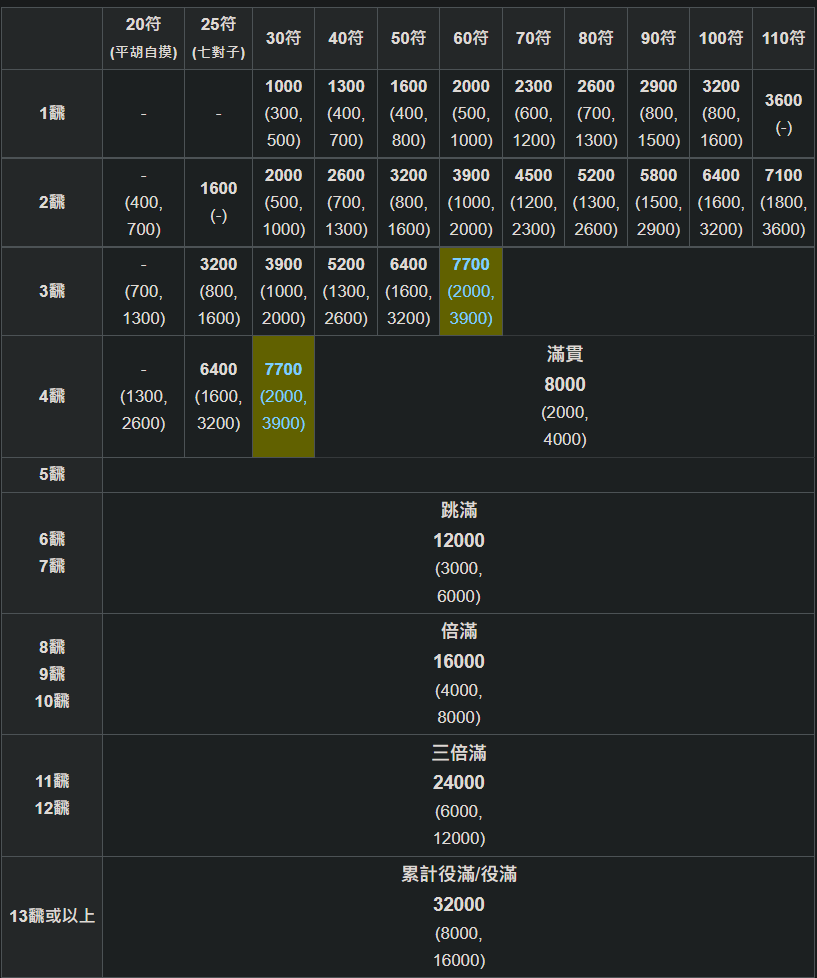 20符 25符 30符 40符 50符 60符 70符 80符 90符 100符 110符
(平胡自摸) (七對子)
1000 1300 1600 2000 2300 2600 2900 3200 3600
1飜 - - (300, (400, (400, (500, (600, (700, (800, (800, (-)
500) 700) 800) 1000) 1200) 1300) 1500) 1600)
- 1600 2000 2600 3200 3900 4500 5200 5800 6400 7100
2飜 (400, (-) (500, (700, (800, (1000, (1200, (1300, (1500, (1600, (1800,
700) 1000) 1300) 1600) 2000) 2300) 2600) 2900) 3200) 3600)
- 3200 3900 5200 6400 7700
3飜 (700, (800, (1000, (1300, (1600, (2000,
1300) 1600) 2000) 2600) 3200) 3900)
滿貫
- 6400 7700 8000
4飜 (1300, (1600, (2000, (2000,
2600) 3200) 3900) 4000)
5飜
跳滿
6飜 12000
7飜 (3000,
6000)
倍滿
8飜 16000
9飜 (4000,
10飜 8000)
三倍滿
11飜 24000
12飜 (6000,
12000)
累計役滿/役滿
32000
13飜或以上 (8000,
16000)